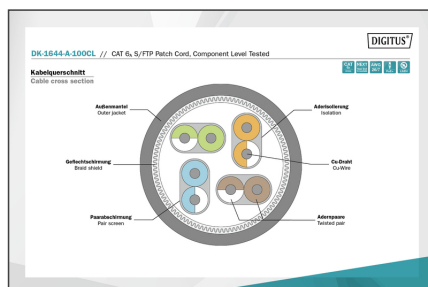 DIGITUS®
DK-1644-A-100CL // CAT 6A S/FTP Patch Cord, Component Level Tested
Kabelquerschnitt
Cable cross section
Außenmantel
Outer jacket
Aderisolierung
Isolation
Geflechtschirmung
Braid shield
Cu-Draht
Cu-Wire
Paarabschirmung
Pair screen
Adernpaare
Twisted pair